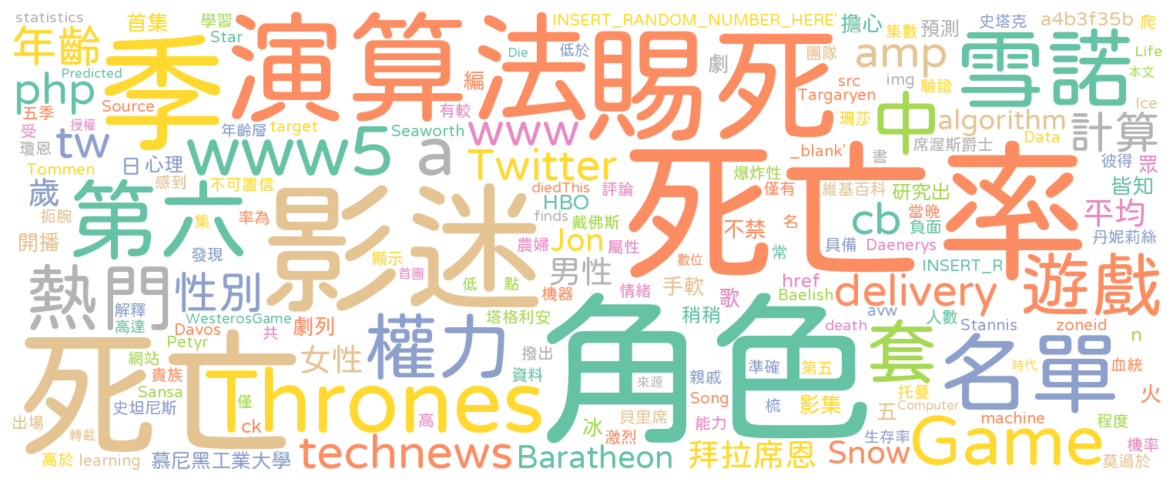 statistics
首集
學習
INSERT_RANDOM_NUMBER_HERE'
擔心
集數
預測
史塔克
a4b3f35b
爬
年齡
季
Star
演算法
Die
低於
賜死
團隊
劇
amp
雪諾
Life
本文
php
Predicted
Source
編
src
img
驗證
Ice
五季
受
授權
有較
Targaryen
珊莎
中
algorithm
Data
計算
tw
瓊恩
年齡層
target
Seaworth
www
_blank'
書
席渥斯爵士
彼得
眾
Tommen
日
心理
www5
a
Twitter
死亡率
爆炸性
僅有
維基百科
研究出
皆知
歲
感到
不可置信
diedThis
評論
HBO
cb
當晚
負面
平均
扼腕
第六
集
率為
影迷
finds
戴佛斯
不禁
名
開播
發現
顯示
農婦
Jon
屬性
常
具備
Daenerys
丹妮莉絲
首圖
數位
INSERT_R
熱門
解釋
高達
性別
機器
低
點
男性
情緒
手軟
歌
href
Baelish
delivery
遊戲
WesterosGame
塔格利安
稍稍
death
avw
人數
Stannis
zoneid
n
Davos
共
劇列
Petyr
網站
貴族
女性
權力
撥出
資料
角色
親戚
準確
第五
套
名單
時代
血統
死亡
Sansa
史坦尼斯
僅
Thrones
來源
Song
梳
影集
托曼
Computer
火
出場
轉載
ck
高
冰
貝里席
激烈
能力
五
生存率
machine
程度
機率
高於
learning
慕尼黑工業大學
technews
Baratheon
拜拉席恩
Snow
Game
莫過於